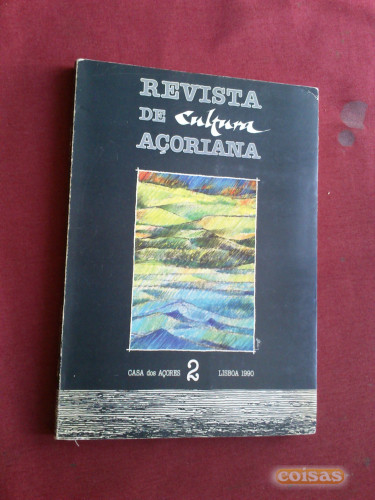 REVISTA
DE Cultura
AÇORIANA
CASA dos AÇORES 2 LISBOA 1990
coisas